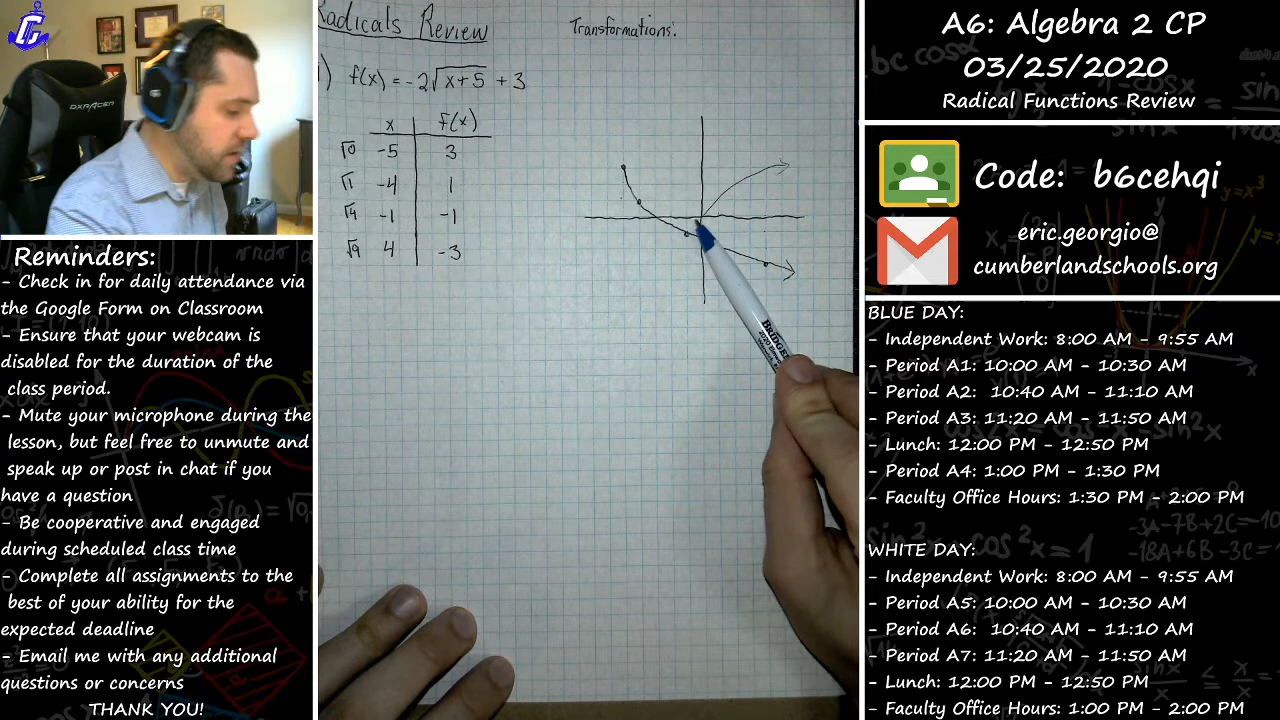 C
DXRACER
Reminders:
- Check in for daily attendance via
the Google Form on Classroom
- Ensure that your webcam is
disabled for the duration of the
class period.
- Mute your microphone during the
lesson, but feel free to unmute and
speak up or post in chat if you
have a question
- Be cooperative and engaged
during scheduled class time
- Complete all assignments to the
best of your ability for the
expected deadline
- Email me with any additional
questions or concerns
THANK YOU!
Radicals Review
Transformations:
1) f(x) = -2√(x+5) + 3
x f(x)
√0 -5 3
√1 -4 1
√4 -1 -1
√9 4 -3
BRIDGE
A6: Algebra 2 CP
03/25/2020
Radical Functions Review
Code: b6cehqi
eric.georgio@
cumberlandschools.org
BLUE DAY:
- Independent Work: 8:00 AM - 9:55 AM
- Period A1: 10:00 AM - 10:30 AM
- Period A2: 10:40 AM - 11:10 AM
- Period A3: 11:20 AM - 11:50 AM
- Lunch: 12:00 PM - 12:50 PM
- Period A4: 1:00 PM - 1:30 PM
- Faculty Office Hours: 1:30 PM - 2:00 PM
WHITE DAY:
- Independent Work: 8:00 AM - 9:55 AM
- Period A5: 10:00 AM - 10:30 AM
- Period A6: 10:40 AM - 11:10 AM
- Period A7: 11:20 AM - 11:50 AM
- Lunch: 12:00 PM - 12:50 PM
- Faculty Office Hours: 1:30 PM - 2:00 PM